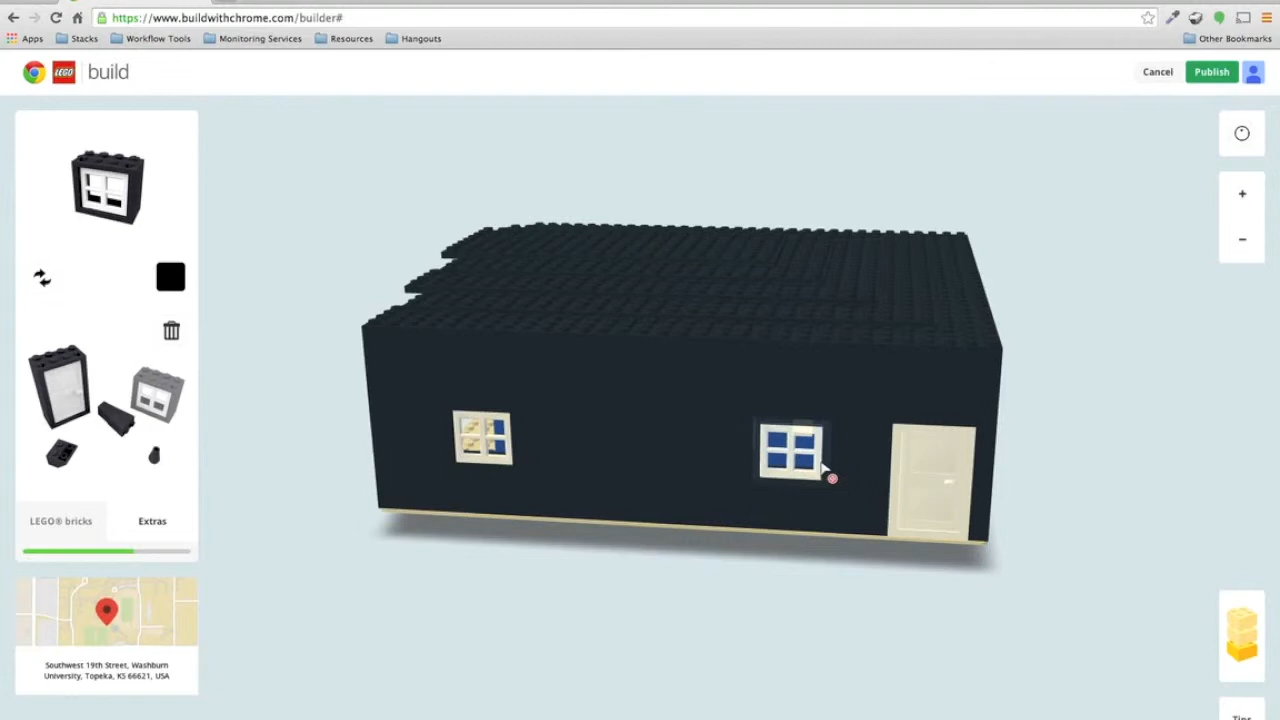 https://www.buildwithchrome.com/builder#
Apps Stacks Workflow Tools Monitoring Services Resources Hangouts Other Bookmarks
LEGO build Cancel Publish
LEGO® bricks Extras
Southwest 19th Street, Washburn
University, Topeka, KS 66621, USA